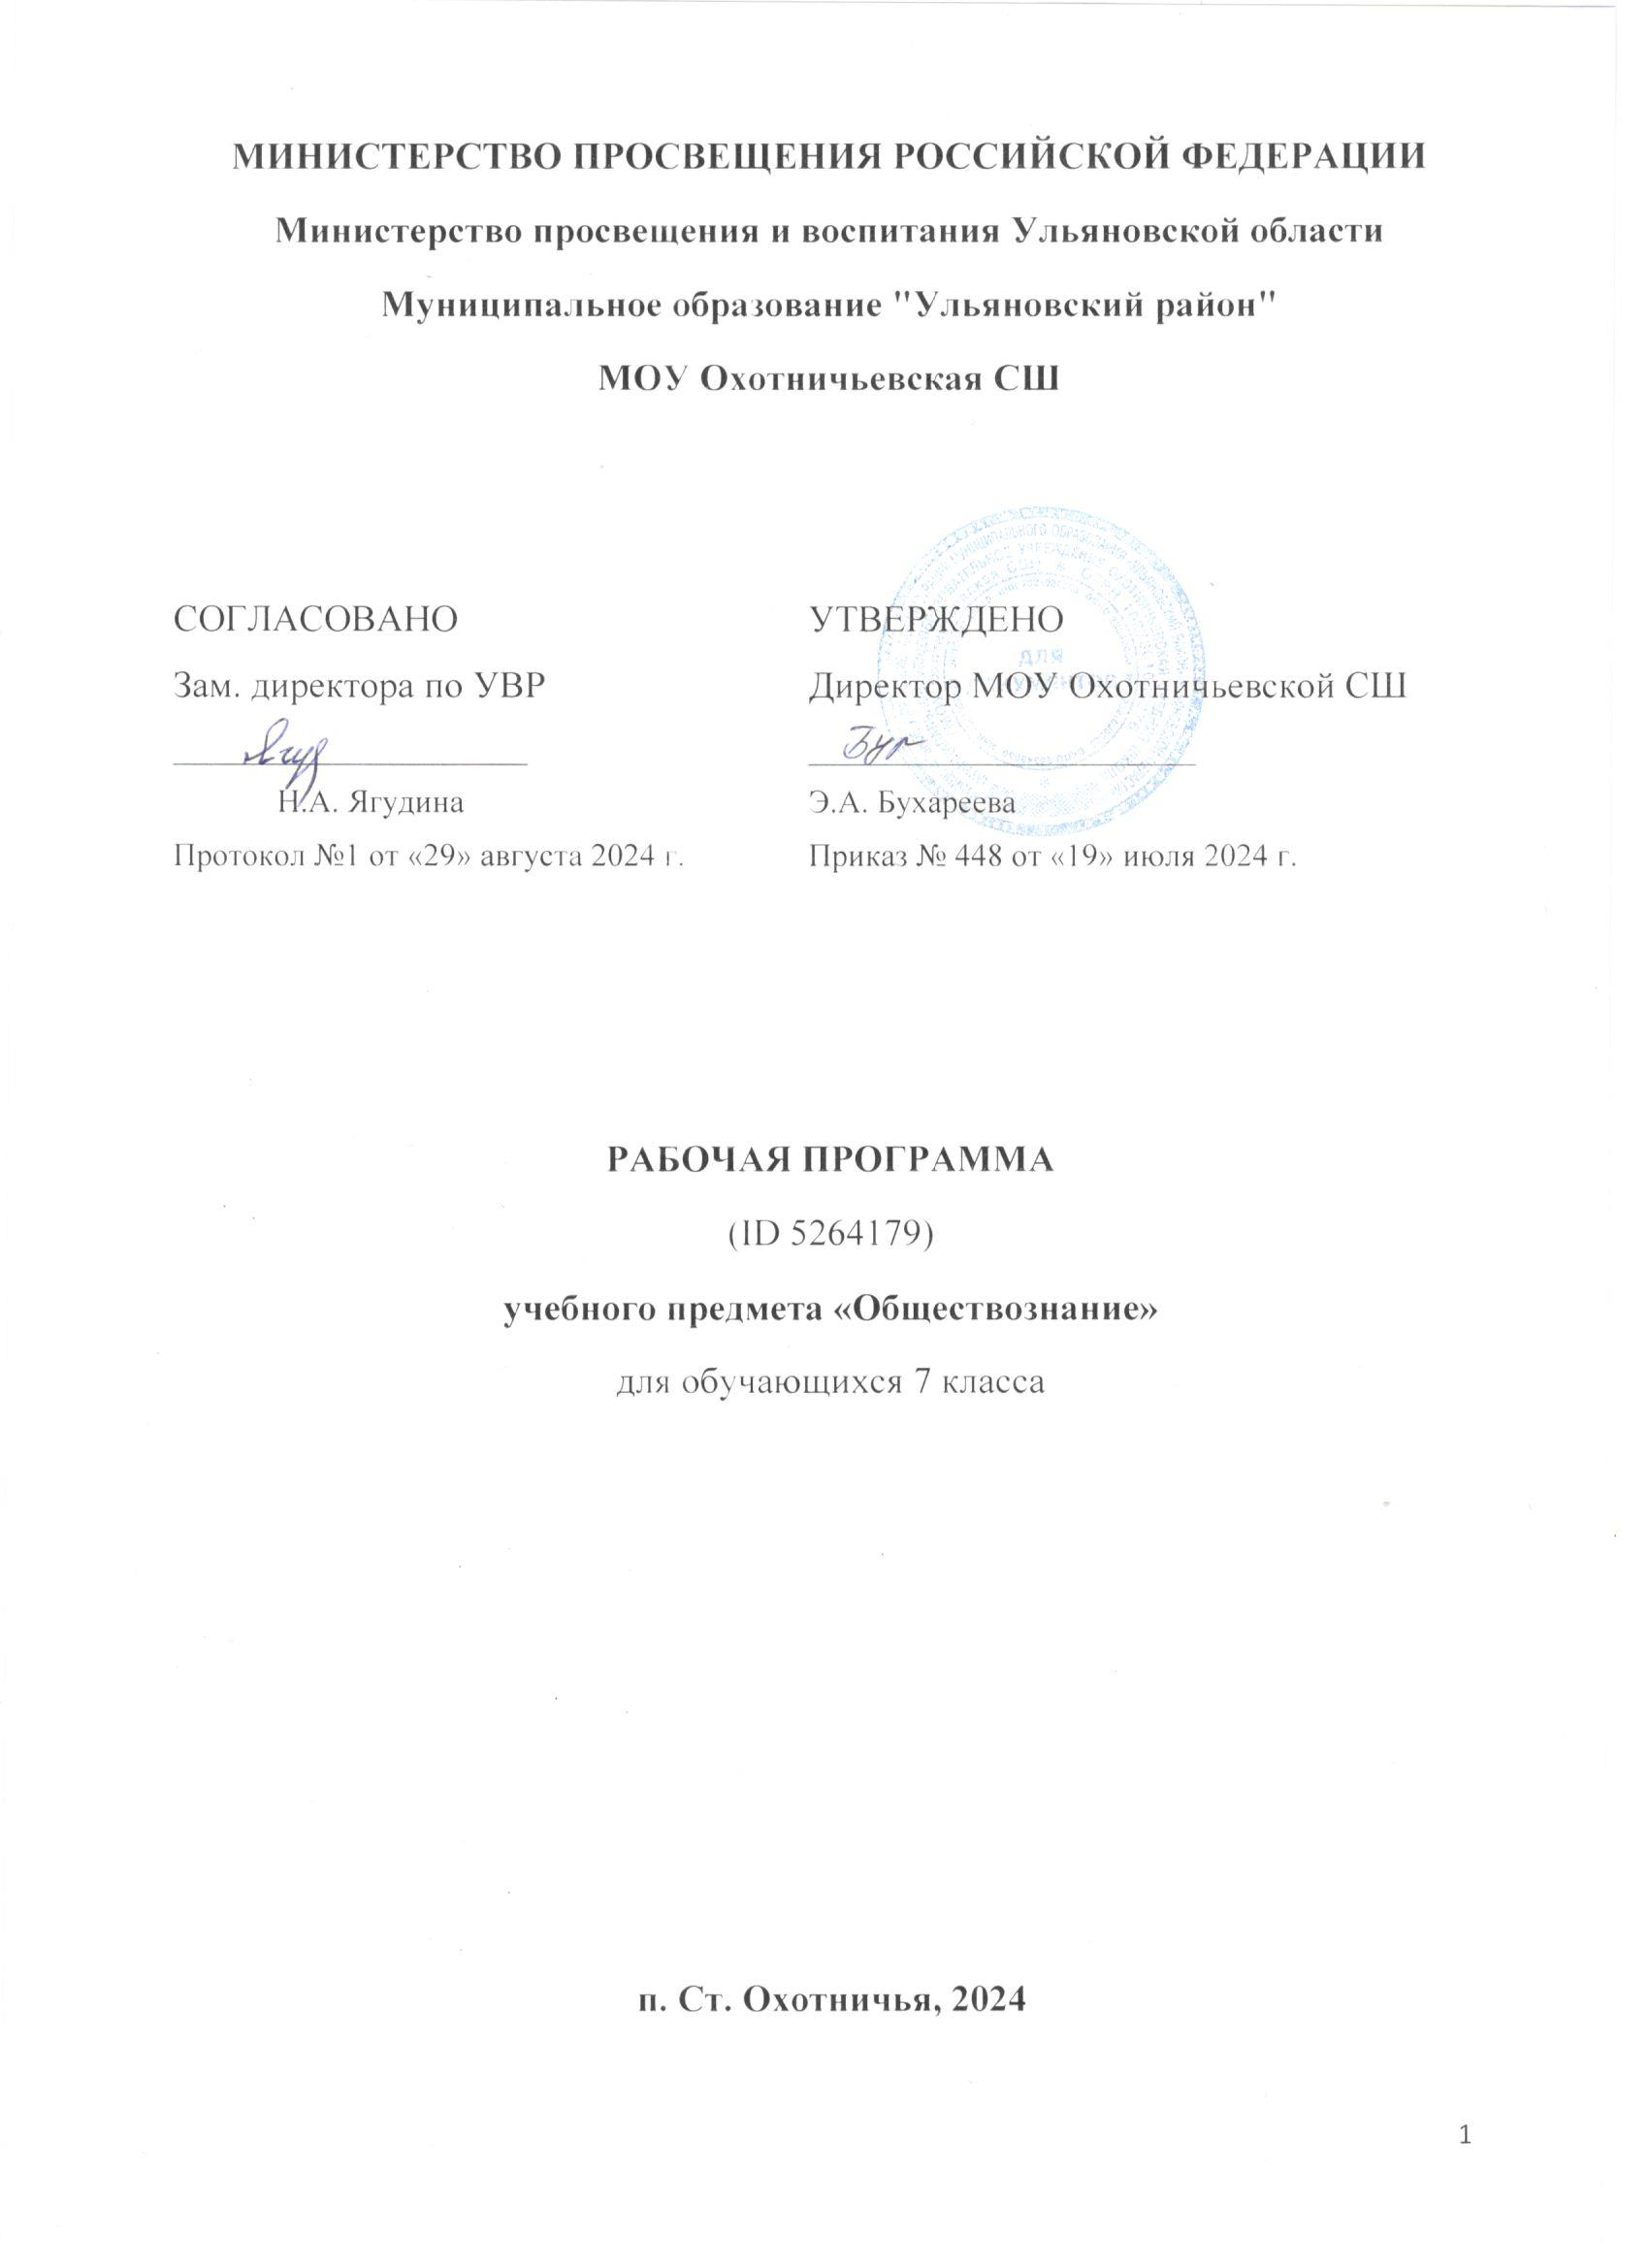 МИНИСТЕРСТВО ПРОСВЕЩЕНИЯ РОССИЙСКОЙ ФЕДЕРАЦИИ
Министерство просвещения и воспитания Ульяновской области
Муниципальное образование "Ульяновский район"
МОУ Охотничьевская СШ
СОГЛАСОВАНО
Зам. директора по УВР
Н.А. Ягудина
Протокол №1 от «29» августа 2024 г.
УТВЕРЖДЕНО
Директор МОУ Охотничьевской СШ
Э.А. Бухареева
Приказ № 448 от «19» июля 2024 г.
ДЛЯ
РАБОЧАЯ ПРОГРАММА
(ID 5264179)
учебного предмета «Обществознание»
для обучающихся 7 класса
п. Ст. Охотничья, 2024
1